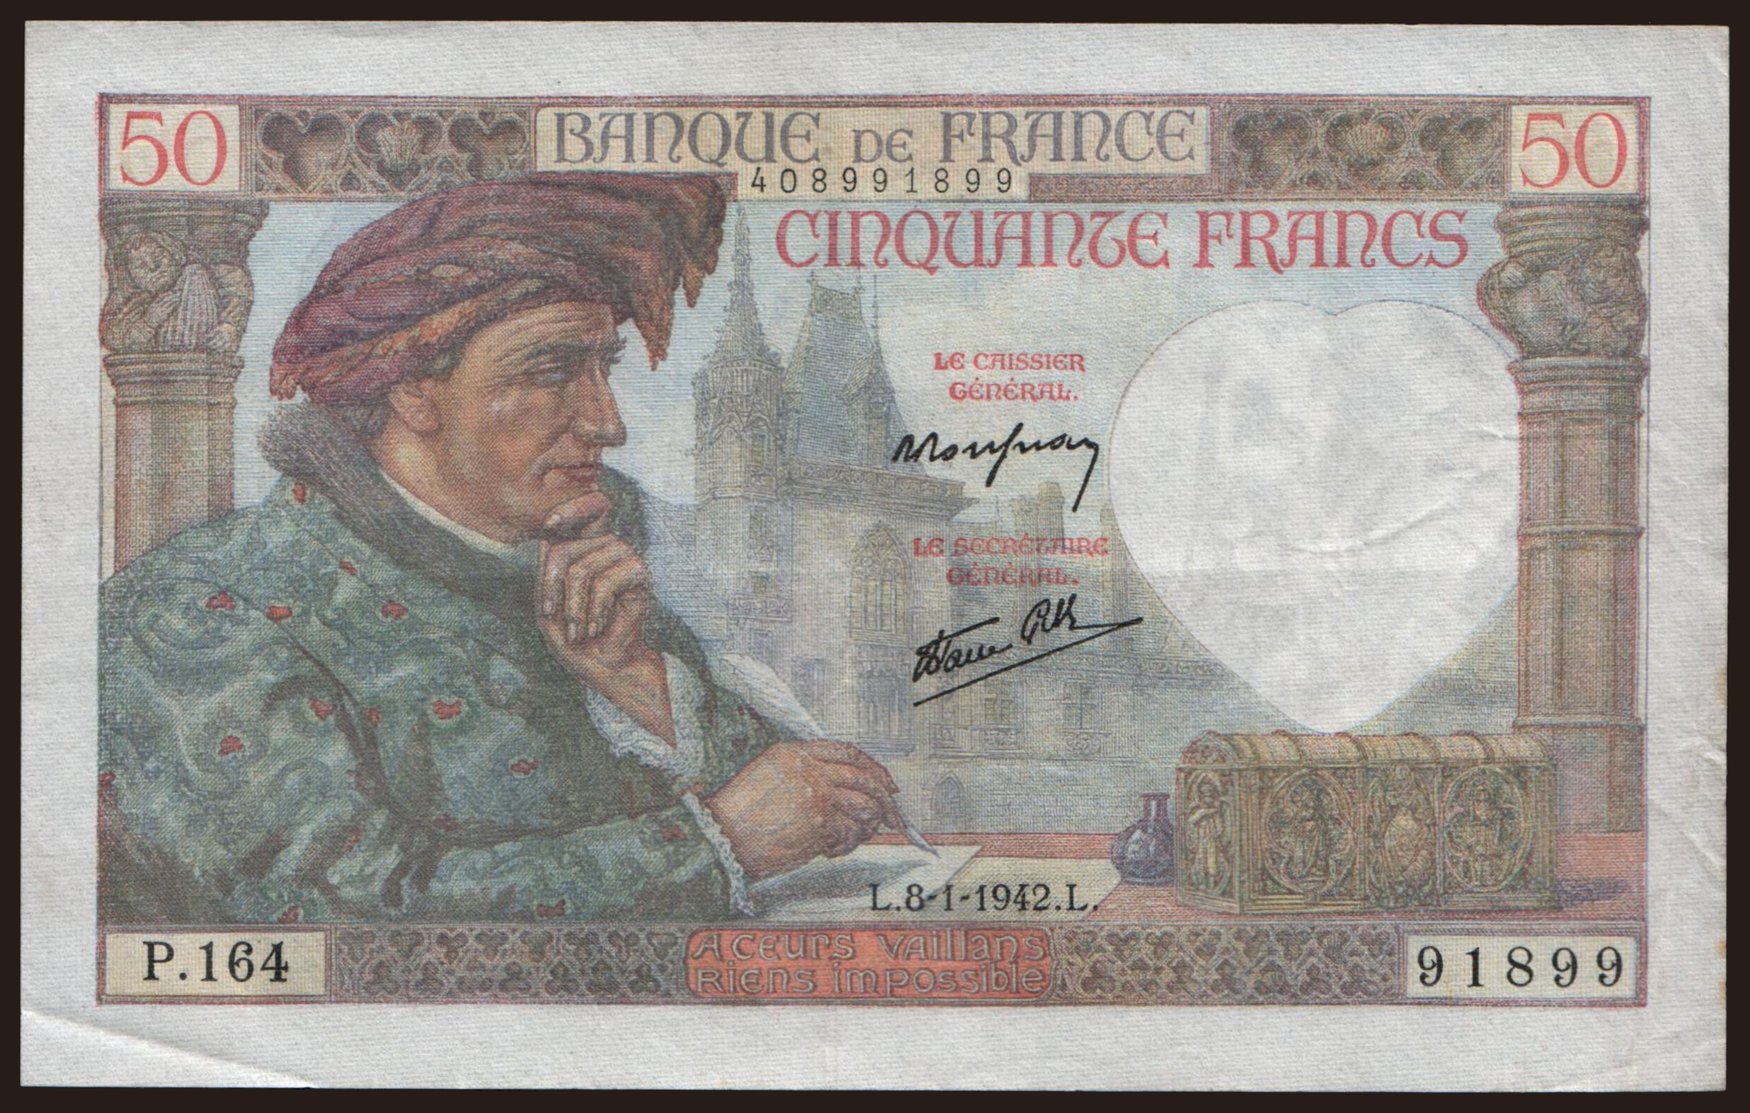 50 BANQUE DE FRANCE 50
408991899
CINQUANTE FRANCS
LE CAISSIER
GÉNÉRAL.
LE SECRÉTAIRE
GÉNÉRAL.
L.8-1-1942.L.
P.164
A CEURS VAILLANS
RIENS IMPOSSIBLE
91899